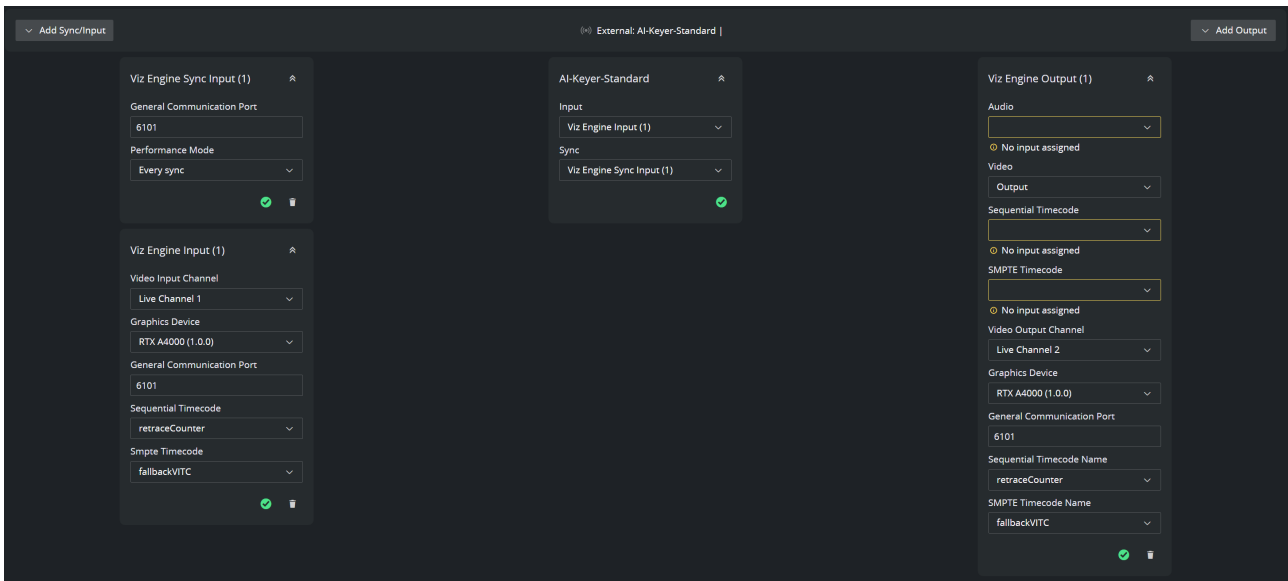 Add Sync/Input
External: AI-Keyer-Standard |
Add Output
Viz Engine Sync Input (1)
General Communication Port
6101
Performance Mode
Every sync
Viz Engine Input (1)
Video Input Channel
Live Channel 1
Graphics Device
RTX A4000 (1.0.0)
General Communication Port
6101
Sequential Timecode
retraceCounter
Smpte Timecode
fallbackVITC
AI-Keyer-Standard
Input
Viz Engine Input (1)
Sync
Viz Engine Sync Input (1)
Viz Engine Output (1)
Audio
No input assigned
Video
Output
Sequential Timecode
No input assigned
SMPTE Timecode
No input assigned
Video Output Channel
Live Channel 2
Graphics Device
RTX A4000 (1.0.0)
General Communication Port
6101
Sequential Timecode Name
retraceCounter
SMPTE Timecode Name
fallbackVITC